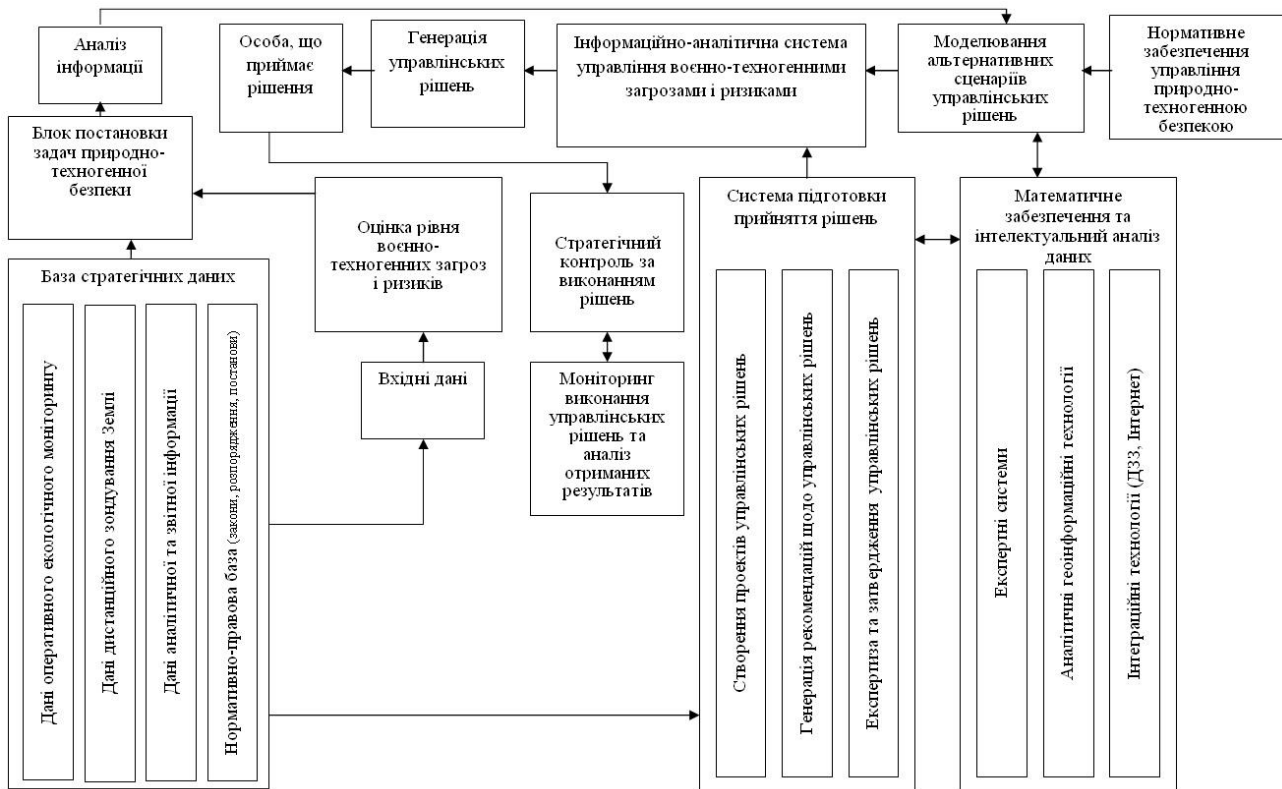 Аналіз
інформації
Особа, що
приймає
рішення
Генерація
управлінських
рішень
Інформаційно-аналітична система
управління воєнно-техногенними
загрозами і ризиками
Моделювання
альтернативних
сценаріїв
управлінських
рішень
Нормативне
забезпечення
управління
природно-
техногенною
безпекою
Блок постановки
задач природно-
техногенної
безпеки
Оцінка рівня
воєнно-
техногенних загроз
і ризиків
Стратегічний
контроль за
виконанням
рішень
Система підготовки
прийняття рішень
Математичне
забезпечення та
інтелектуальний аналіз
даних
База стратегічних даних
Дані оперативного екологічного моніторингу
Дані дистанційного зондування Землі
Дані аналітичної та звітної інформації
Нормативно-правова база (закони, розпорядження, постанови)
Вхідні дані
Моніторинг
виконання
управлінських
рішень та
аналіз
отриманих
результатів
Створення проектів управлінських рішень
Генерація рекомендацій щодо управлінських рішень
Експертиза та затвердження управлінських рішень
Експертні системи
Аналітичні геоінформаційні технології
Інтеграційні технології (ДЗЗ, Інтернет)